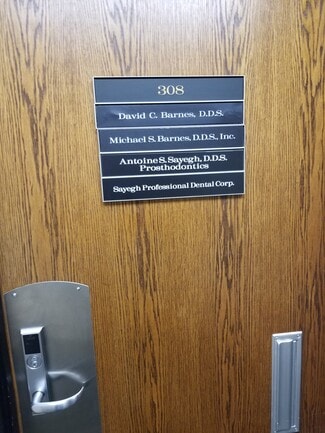 308
David C. Barnes, D.D.S.
Michael S. Barnes, D.D.S., Inc.
Antoine S. Sayegh, D.D.S.
Prosthodontics
Sayegh Professional Dental Corp.